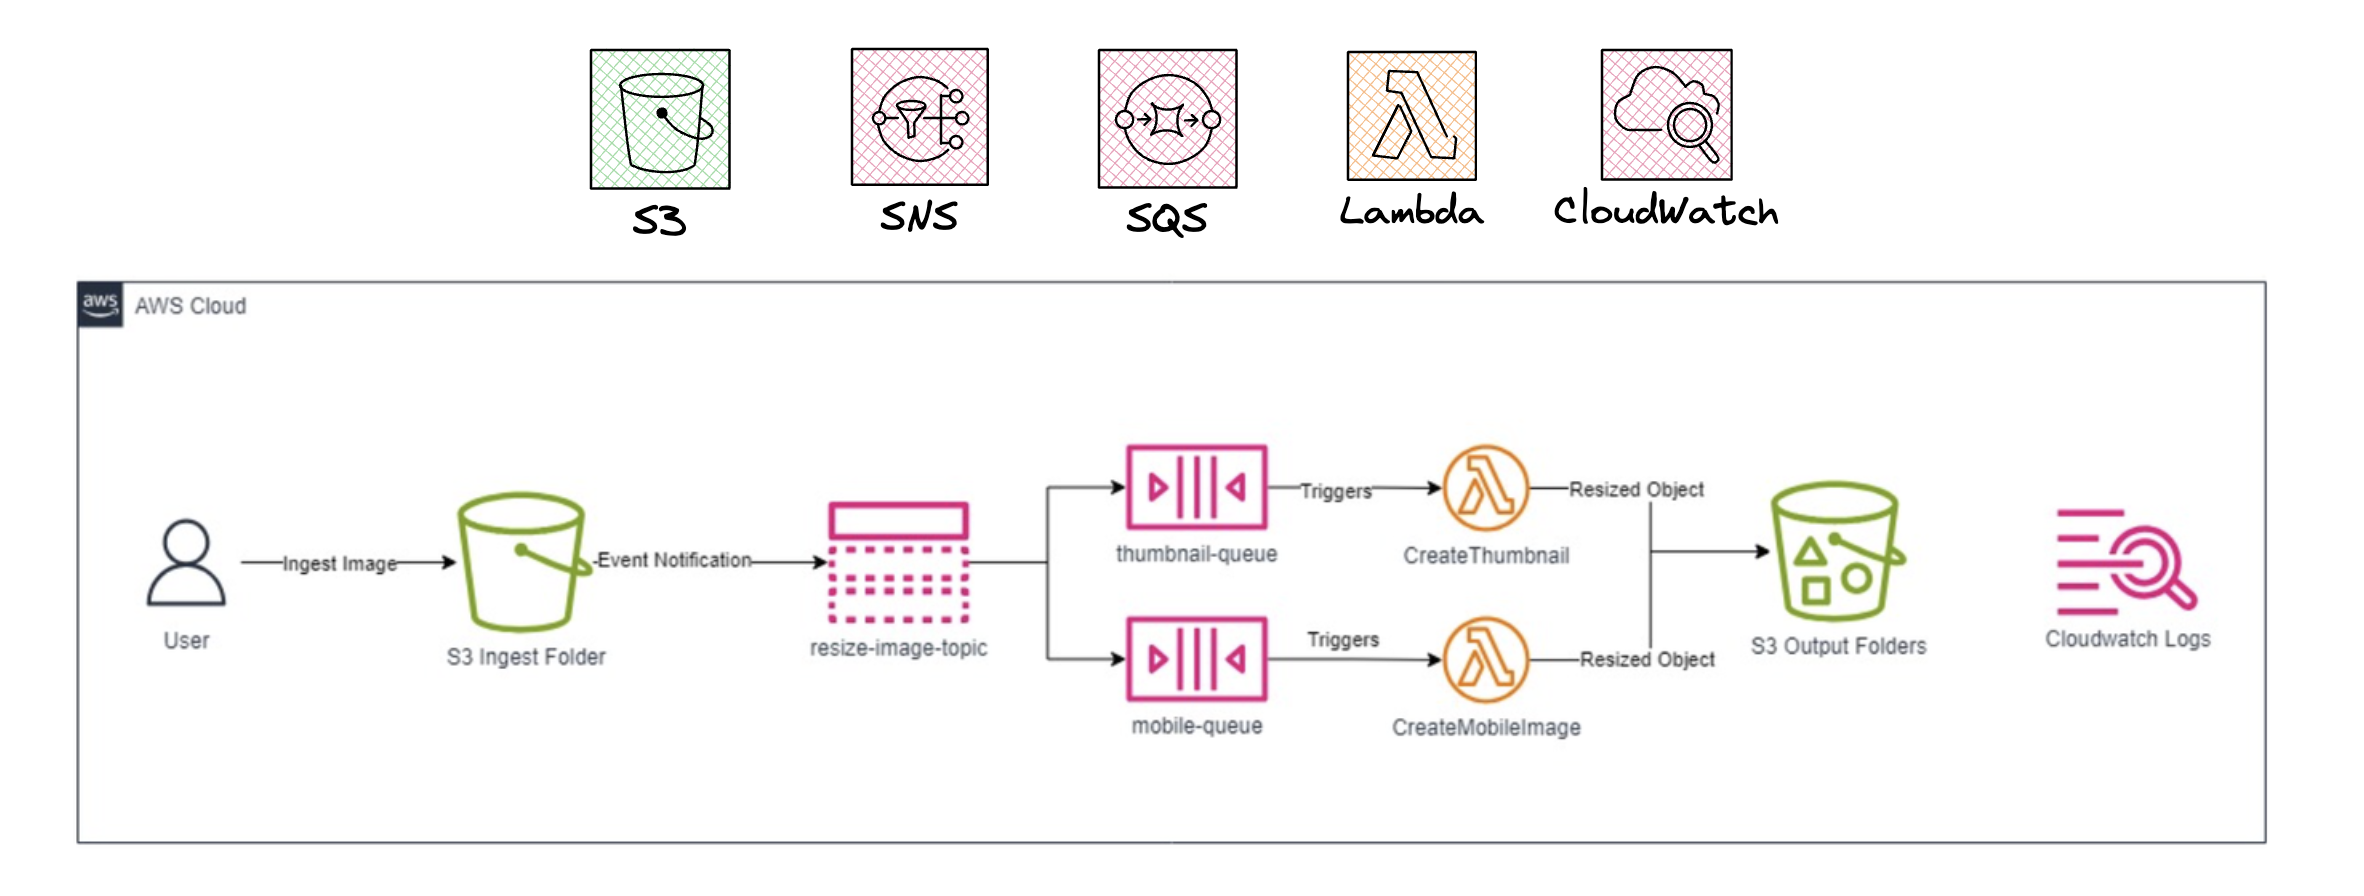 S3
SNS
SQS
Lambda
CloudWatch
aws
AWS Cloud
User
Ingest Image
S3 Ingest Folder
Event Notification
resize-image-topic
thumbnail-queue
Triggers
CreateThumbnail
Resized Object
mobile-queue
Triggers
CreateMobileImage
Resized Object
S3 Output Folders
Cloudwatch Logs